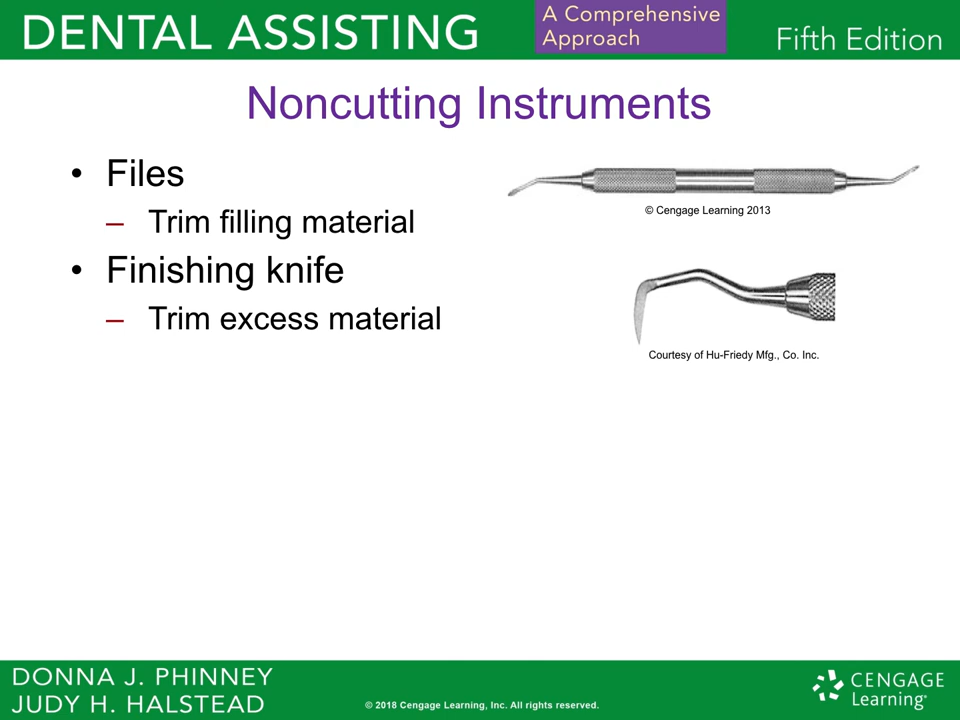 DENTAL ASSISTING
A Comprehensive
Approach
Fifth Edition
Noncutting Instruments
• Files
– Trim filling material
• Finishing knife
– Trim excess material
© Cengage Learning 2013
Courtesy of Hu-Friedy Mfg., Co. Inc.
DONNA J. PHINNEY
JUDY H. HALSTEAD
© 2018 Cengage Learning, Inc. All rights reserved.
CENGAGE
Learning®